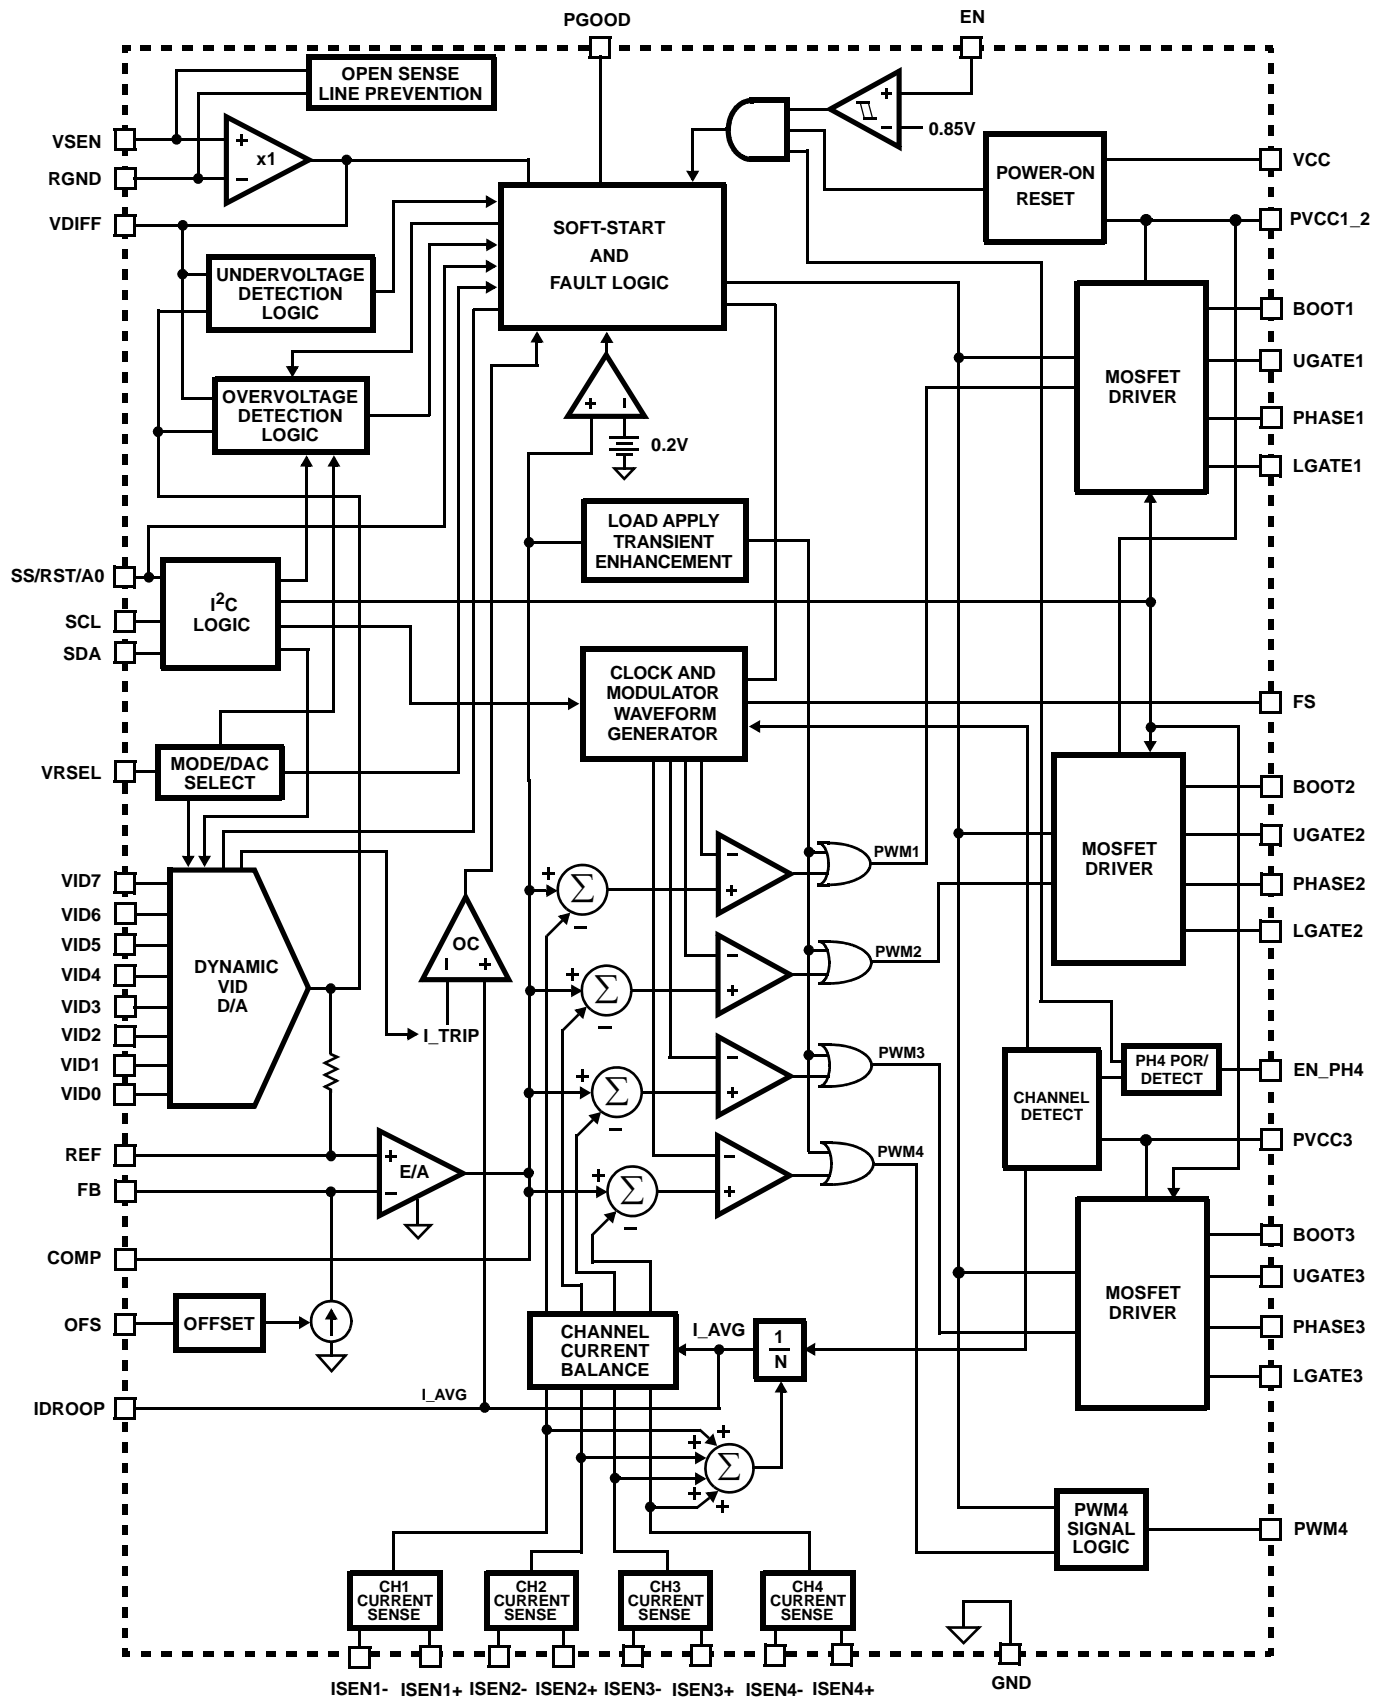 PGOOD
EN
OPEN SENSE
LINE PREVENTION
VSEN
+
−
x1
RGND
VDIFF
+
−
0.85V
POWER-ON
RESET
VCC
PVCC1_2
SOFT-START
AND
FAULT LOGIC
UNDERVOLTAGE
DETECTION
LOGIC
OVERVOLTAGE
DETECTION
LOGIC
+
−
0.2V
MOSFET
DRIVER
BOOT1
UGATE1
PHASE1
LGATE1
LOAD APPLY
TRANSIENT
ENHANCEMENT
SS/RST/A0
SCL
SDA
I²C
LOGIC
CLOCK AND
MODULATOR
WAVEFORM
GENERATOR
FS
VRSEL
MODE/DAC
SELECT
MOSFET
DRIVER
BOOT2
UGATE2
PHASE2
LGATE2
VID7
VID6
VID5
VID4
VID3
VID2
VID1
VID0
DYNAMIC
VID
D/A
OC
−
+
I_TRIP
+
Σ
−
−
+
PWM1
+
Σ
−
−
+
PWM2
+
Σ
−
−
+
PWM3
+
Σ
−
−
+
PWM4
CHANNEL
DETECT
PH4 POR/
DETECT
EN_PH4
PVCC3
REF
FB
+
−
E/A
COMP
OFS
OFFSET
CHANNEL
CURRENT
BALANCE
I_AVG
1
N
MOSFET
DRIVER
BOOT3
UGATE3
PHASE3
LGATE3
IDROOP
I_AVG
+
+
+
Σ
+
+
+
PWM4
SIGNAL
LOGIC
PWM4
CH1
CURRENT
SENSE
CH2
CURRENT
SENSE
CH3
CURRENT
SENSE
CH4
CURRENT
SENSE
ISEN1-
ISEN1+
ISEN2-
ISEN2+
ISEN3-
ISEN3+
ISEN4-
ISEN4+
GND